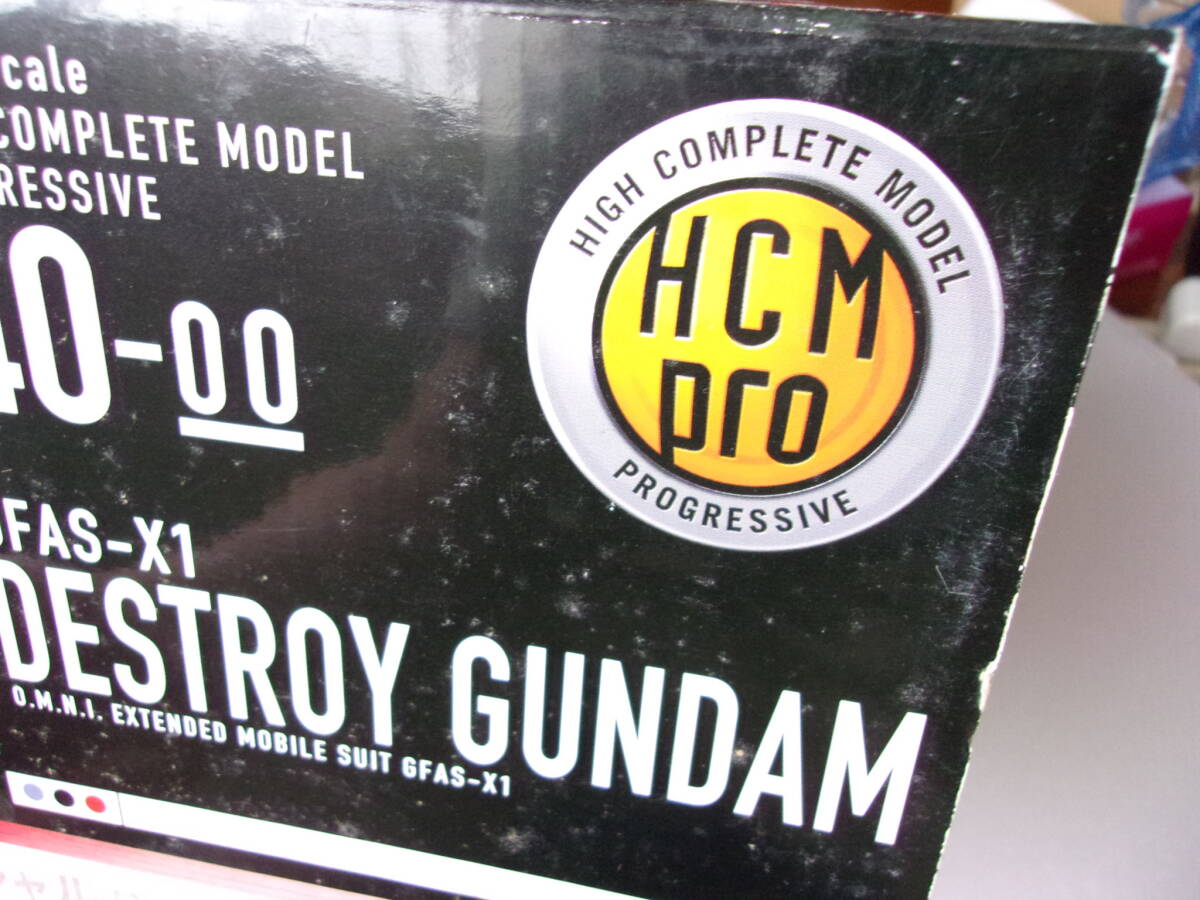 cale
COMPLETE MODEL
RESSIVE
40-00
GFAS-X1
DESTROY GUNDAM
O.M.N.I. EXTENDED MOBILE SUIT GFAS-X1
HIGH COMPLETE MODEL
HCM
pro
PROGRESSIVE